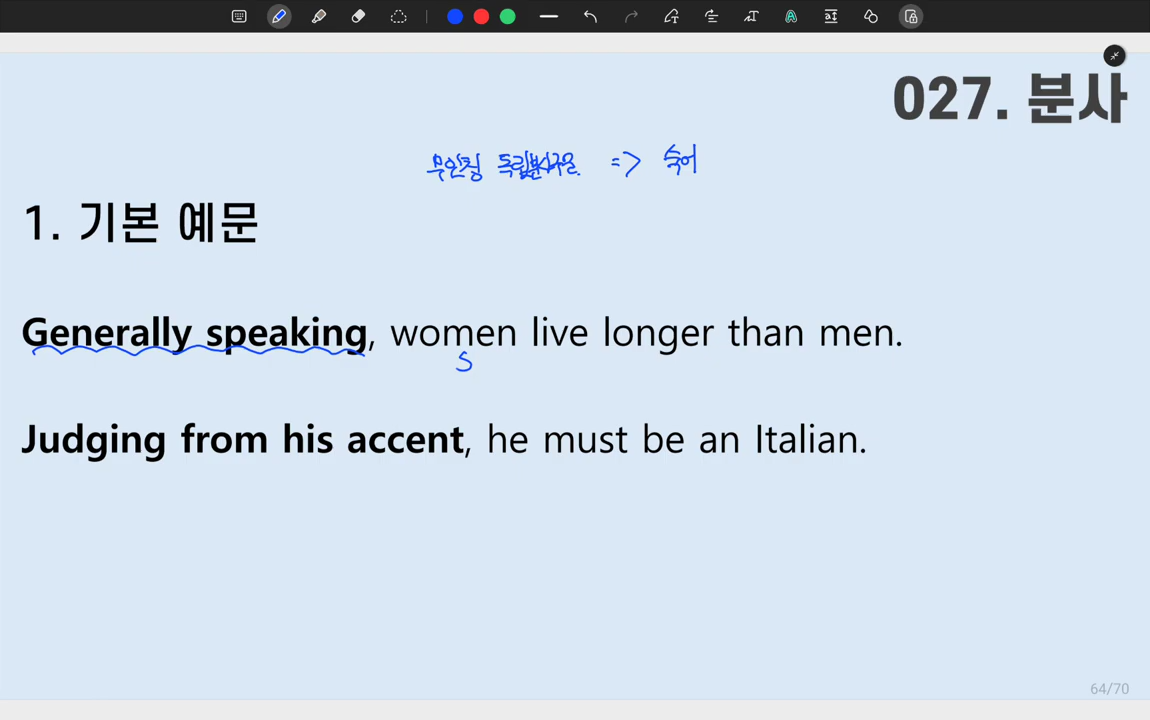 027. 분사
무인칭 독립분사구문. => 숙어
1. 기본 예문
Generally speaking, women live longer than men.
S
Judging from his accent, he must be an Italian.
64/70